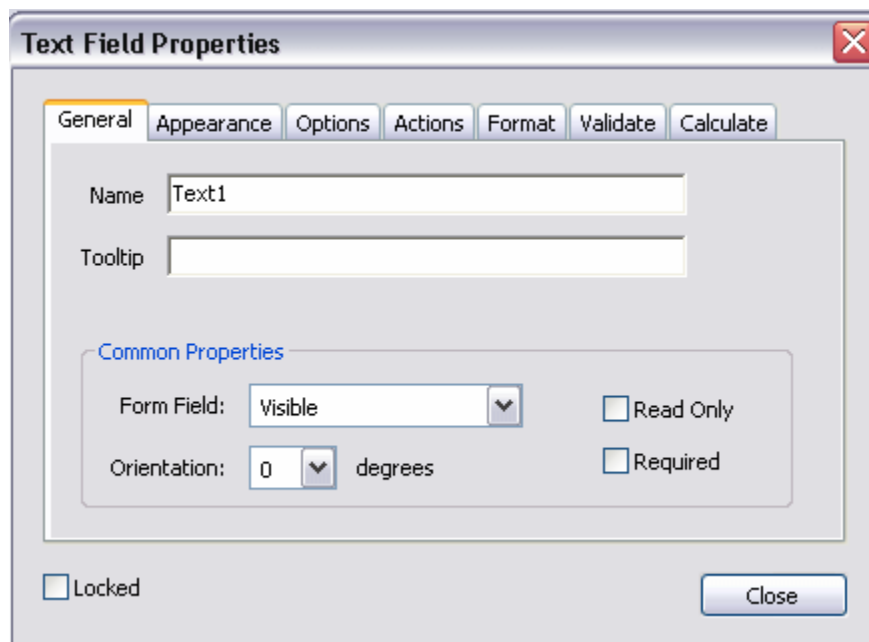 Text Field Properties
General Appearance Options Actions Format Validate Calculate
Name Text1
Tooltip
Common Properties
Form Field: Visible Read Only
Orientation: 0 degrees Required
Locked Close